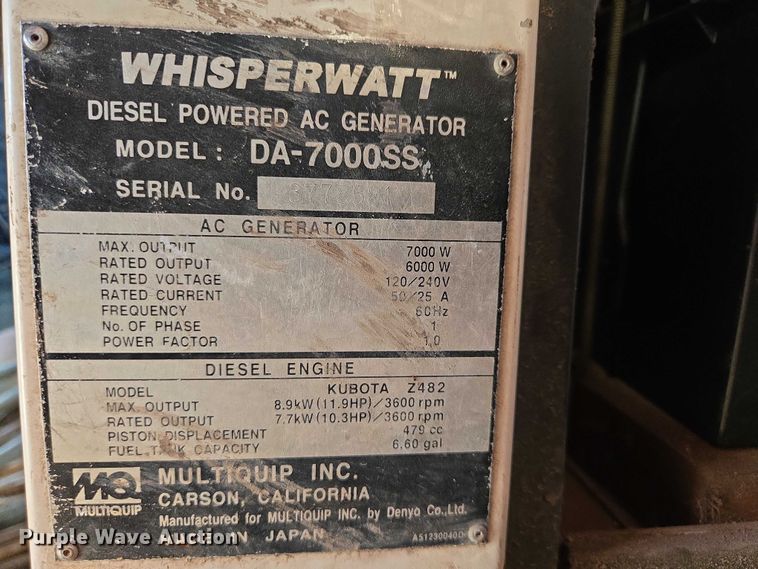 WHISPERWATT™
DIESEL POWERED AC GENERATOR
MODEL: DA-7000SS
SERIAL No.
AC GENERATOR
MAX. OUTPUT 7000 W
RATED OUTPUT 6000 W
RATED VOLTAGE 120/240V
RATED CURRENT 50/25 A
FREQUENCY 60Hz
No. OF PHASE 1
POWER FACTOR 1.0
DIESEL ENGINE
MODEL KUBOTA Z482
MAX. OUTPUT 8.9kW(11.9HP)/3600rpm
RATED OUTPUT 7.7kW(10.3HP)/3600rpm
PISTON DISPLACEMENT 479 cc
FUEL TANK CAPACITY 6.60 gal
MQ MULTIQUIP
MULTIQUIP INC.
CARSON, CALIFORNIA
Manufactured for MULTIQUIP INC. by Denyo Co., Ltd.
IN JAPAN
Purple Wave Auction